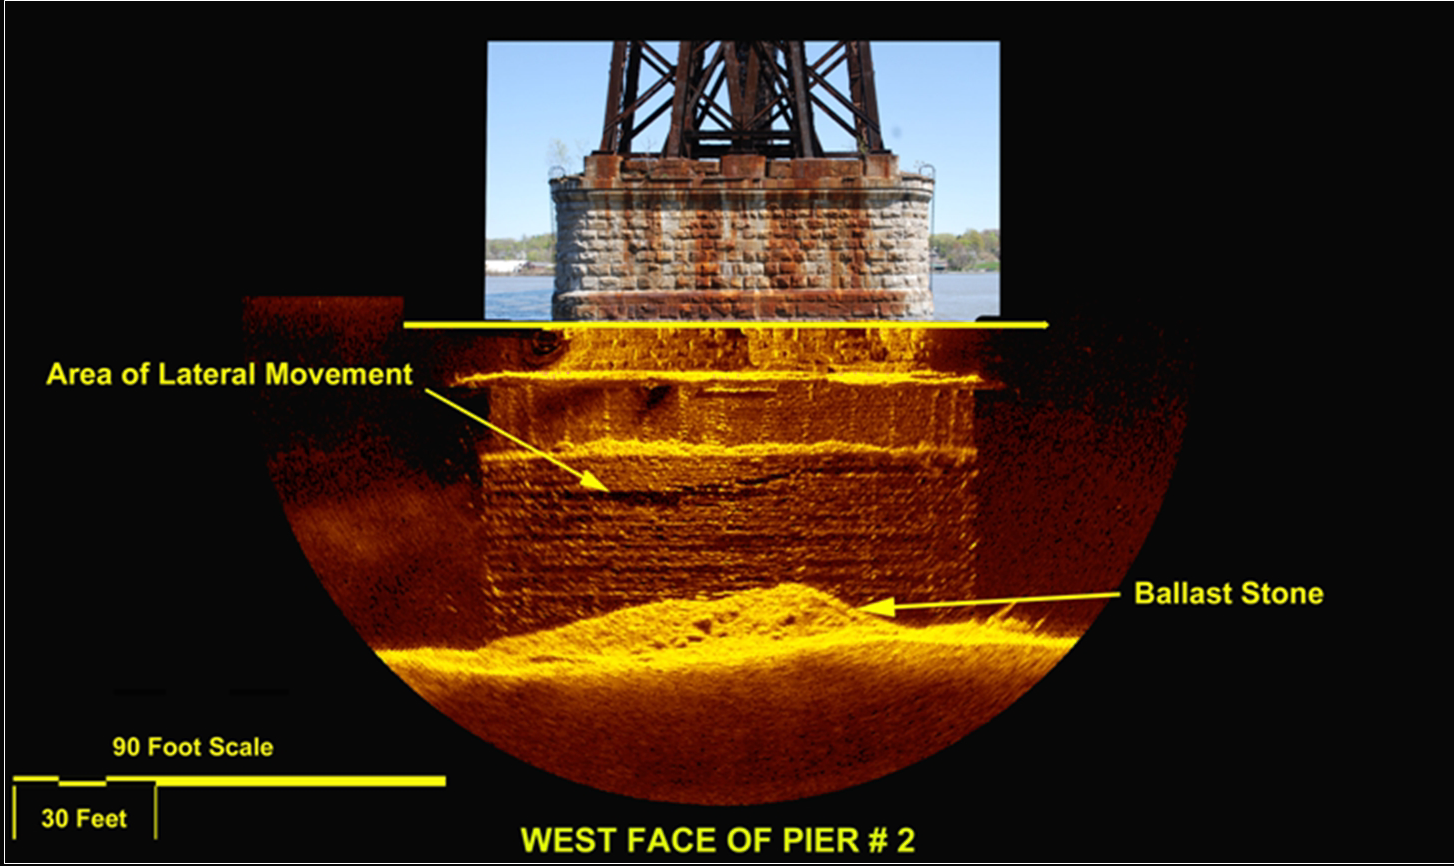 Area of Lateral Movement
Ballast Stone
90 Foot Scale
30 Feet
WEST FACE OF PIER # 2